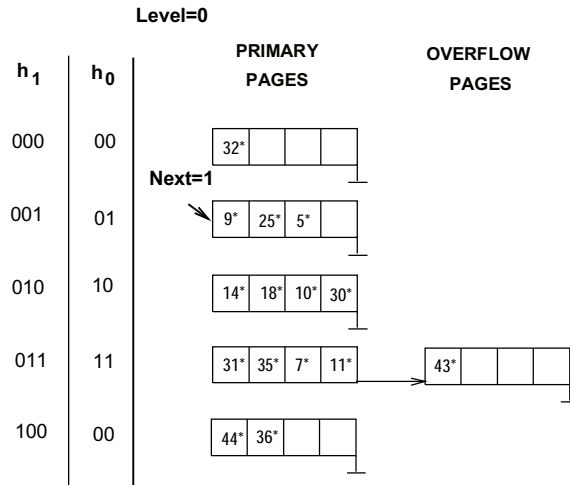 Level=0
h1 h0 PRIMARY PAGES OVERFLOW PAGES
000 00 32*
Next=1
001 01 9* 25* 5*
010 10 14* 18* 10* 30*
011 11 31* 35* 7* 11* 43*
100 00 44* 36*